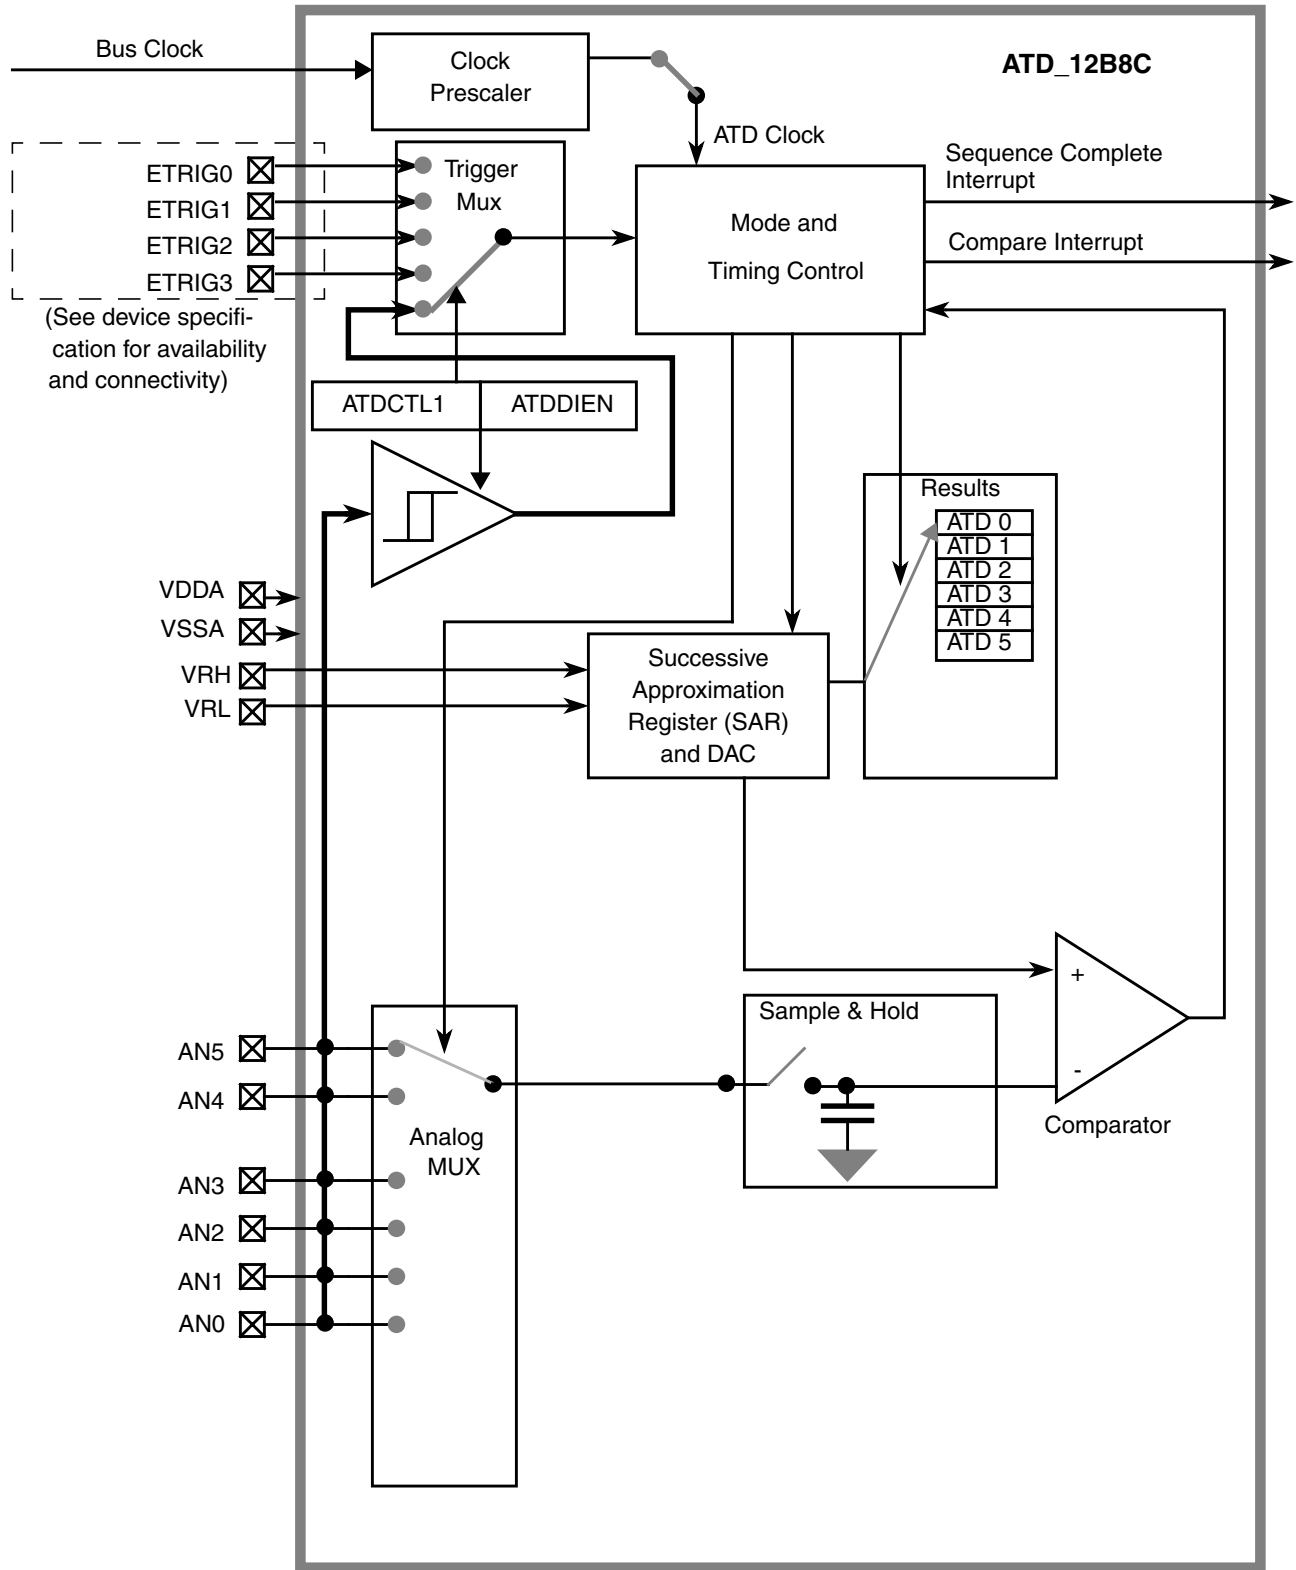 Bus Clock
Clock
Prescaler
ATD_12B8C
ATD Clock
ETRIG0
ETRIG1
ETRIG2
ETRIG3
(See device specifi-
cation for availability
and connectivity)
Trigger
Mux
Mode and
Timing Control
Sequence Complete
Interrupt
Compare Interrupt
ATDCTL1
ATDDIEN
Results
ATD 0
ATD 1
ATD 2
ATD 3
ATD 4
ATD 5
VDDA
VSSA
VRH
VRL
Successive
Approximation
Register (SAR)
and DAC
+
-
Comparator
Sample & Hold
AN5
AN4
AN3
AN2
AN1
AN0
Analog
MUX